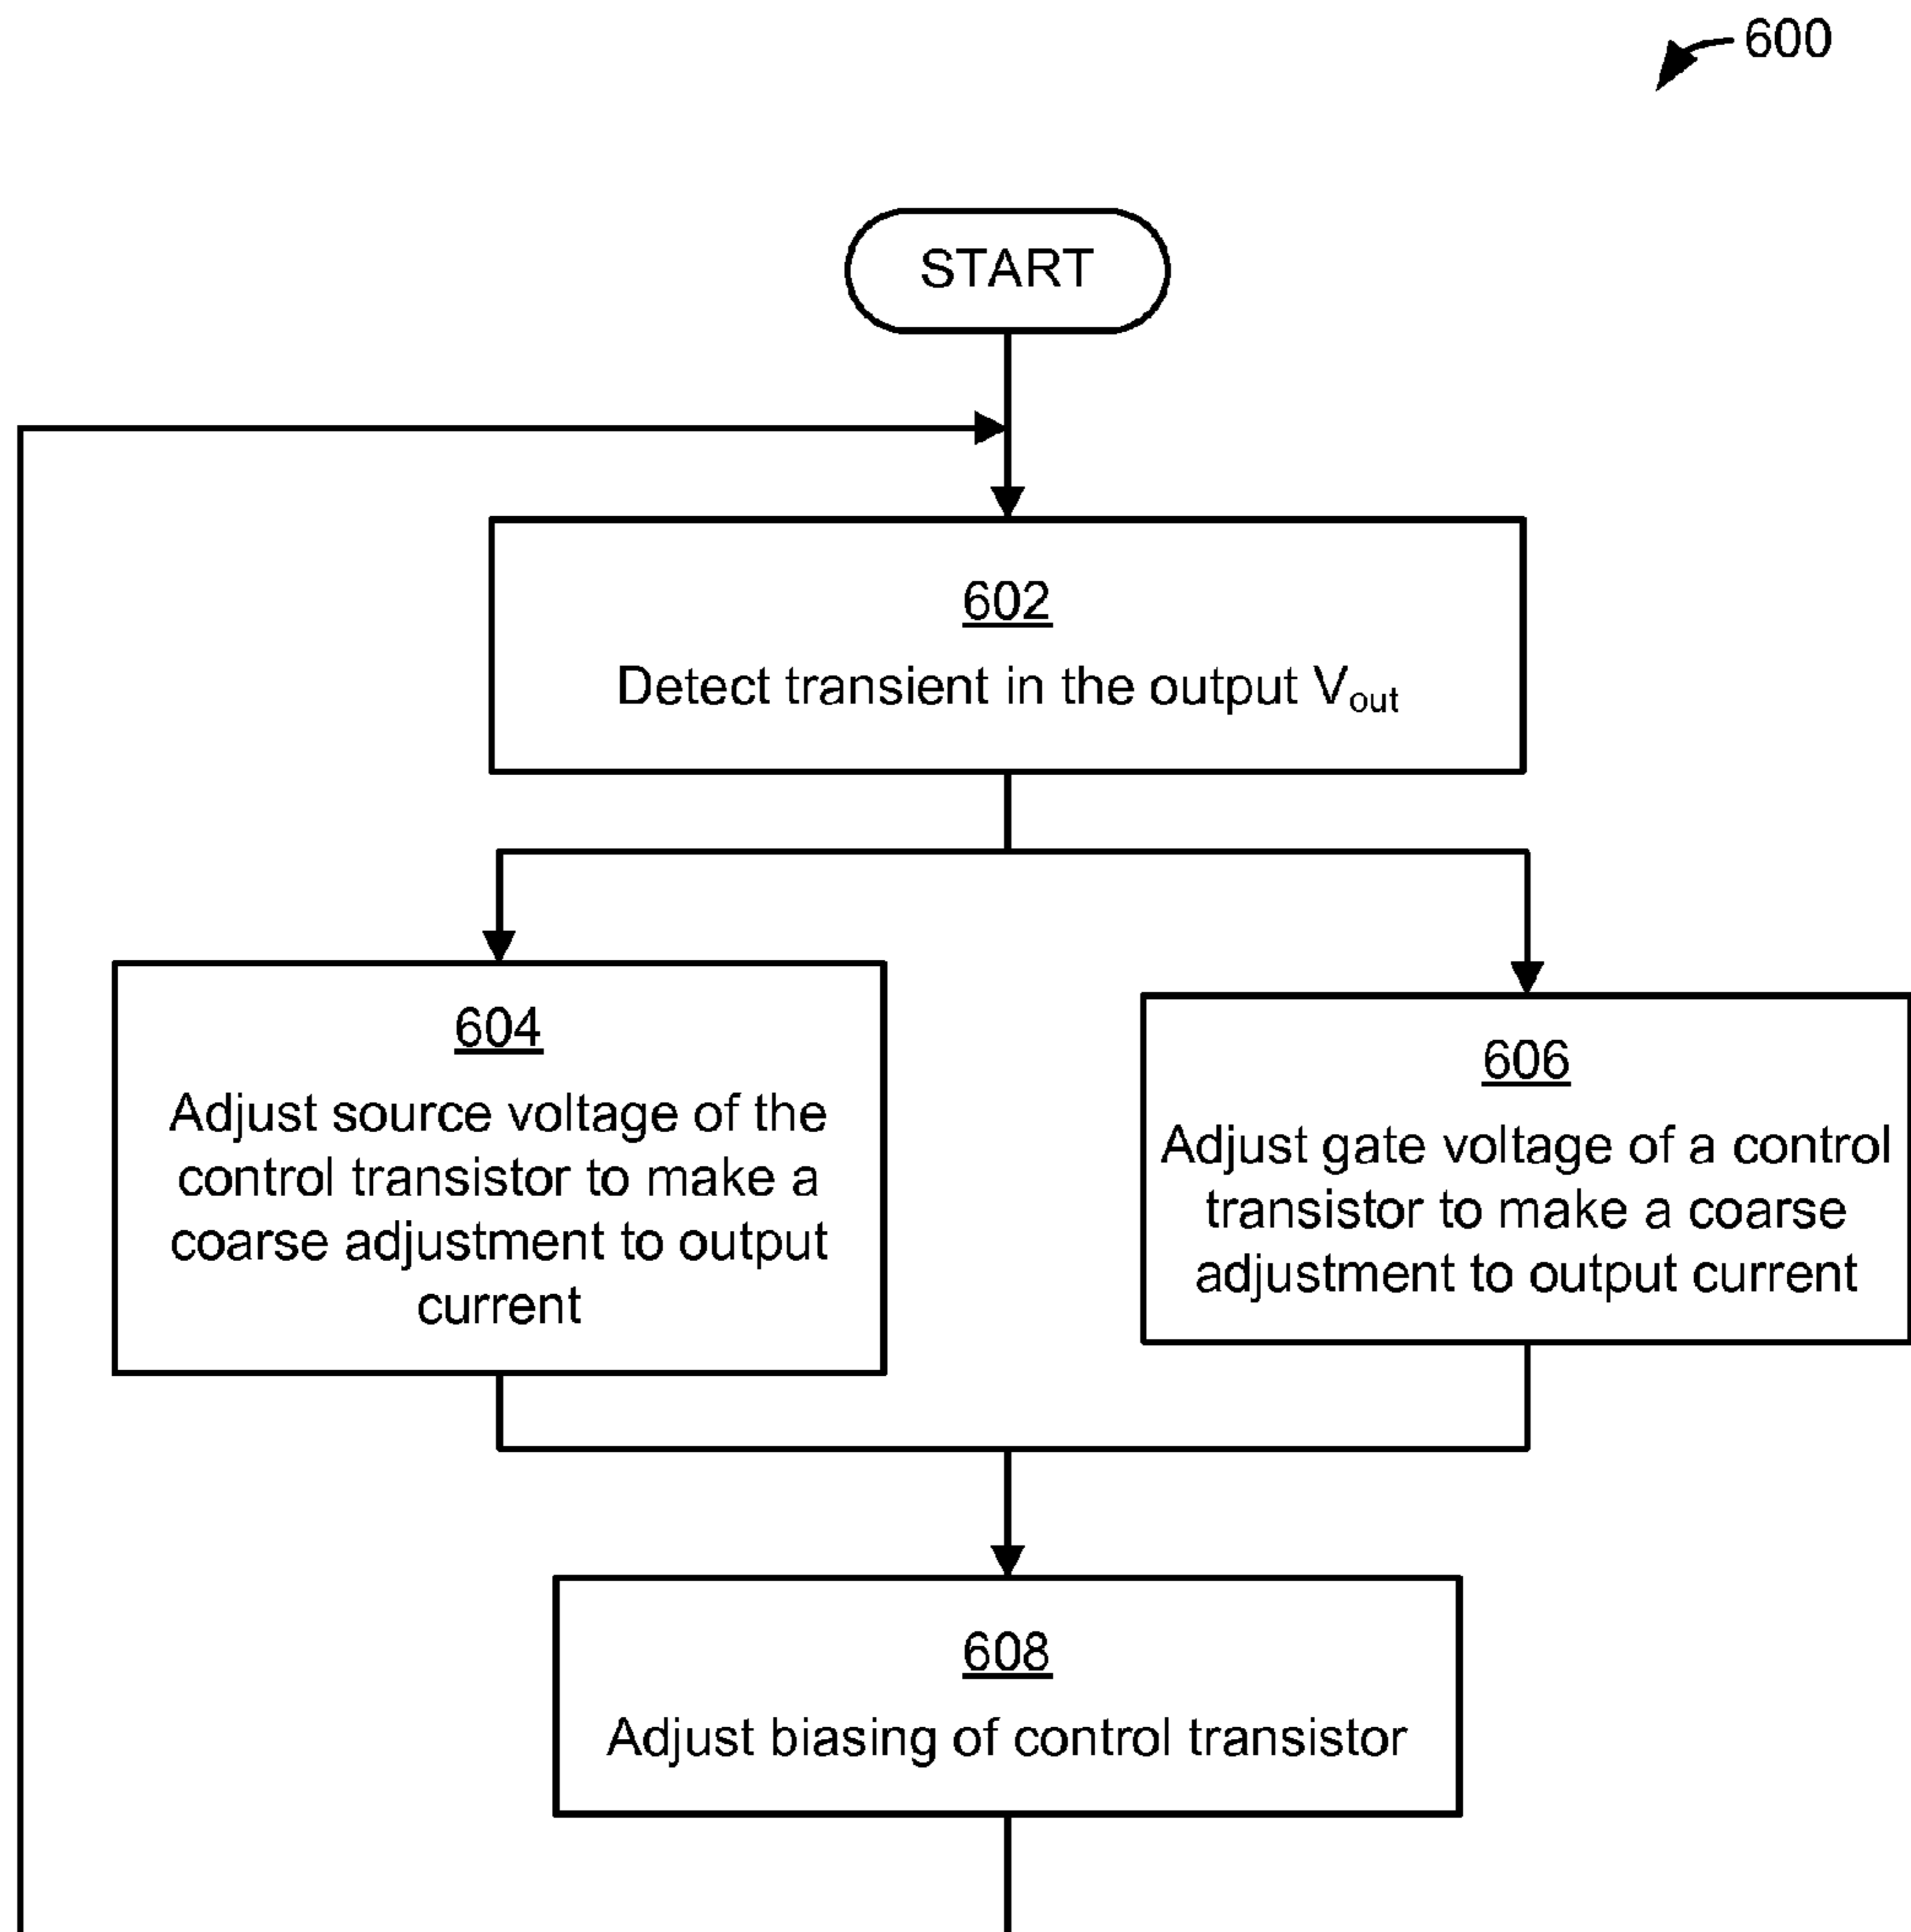 600
START
602
Detect transient in the output Vout
604
Adjust source voltage of the
control transistor to make a
coarse adjustment to output
current
606
Adjust gate voltage of a control
transistor to make a coarse
adjustment to output current
608
Adjust biasing of control transistor